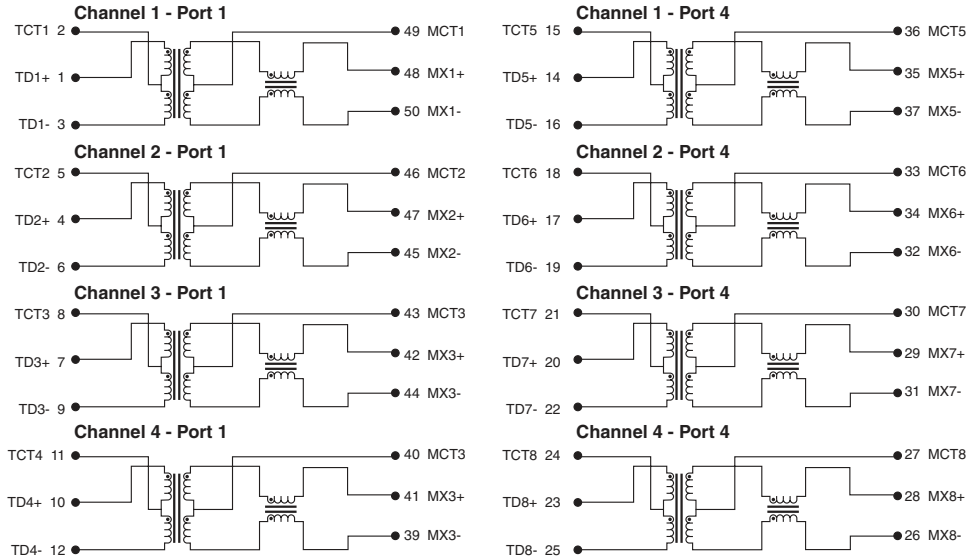 Channel 1 - Port 1
TCT1 2
49 MCT1
TD1+ 1
48 MX1+
50 MX1-
TD1- 3
Channel 2 - Port 1
TCT2 5
46 MCT2
TD2+ 4
47 MX2+
45 MX2-
TD2- 6
Channel 3 - Port 1
TCT3 8
43 MCT3
TD3+ 7
42 MX3+
44 MX3-
TD3- 9
Channel 4 - Port 1
TCT4 11
40 MCT3
TD4+ 10
41 MX3+
39 MX3-
TD4- 12
Channel 1 - Port 4
TCT5 15
36 MCT5
TD5+ 14
35 MX5+
37 MX5-
TD5- 16
Channel 2 - Port 4
TCT6 18
33 MCT6
TD6+ 17
34 MX6+
32 MX6-
TD6- 19
Channel 3 - Port 4
TCT7 21
30 MCT7
TD7+ 20
29 MX7+
31 MX7-
TD7- 22
Channel 4 - Port 4
TCT8 24
27 MCT8
TD8+ 23
28 MX8+
26 MX8-
TD8- 25